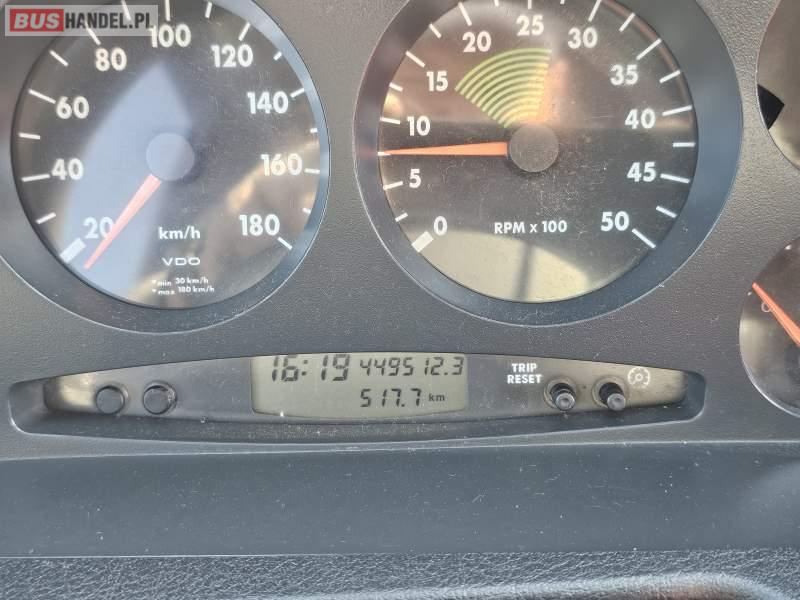 BUSHANDEL.PL
20
40
60
80
100
120
140
160
180
km/h
VDO
*min 30 km/h
*max 180 km/h
0
5
10
15
20
25
30
35
40
45
50
RPM x 100
16:19 449512.3
517.7 km
TRIP
RESET